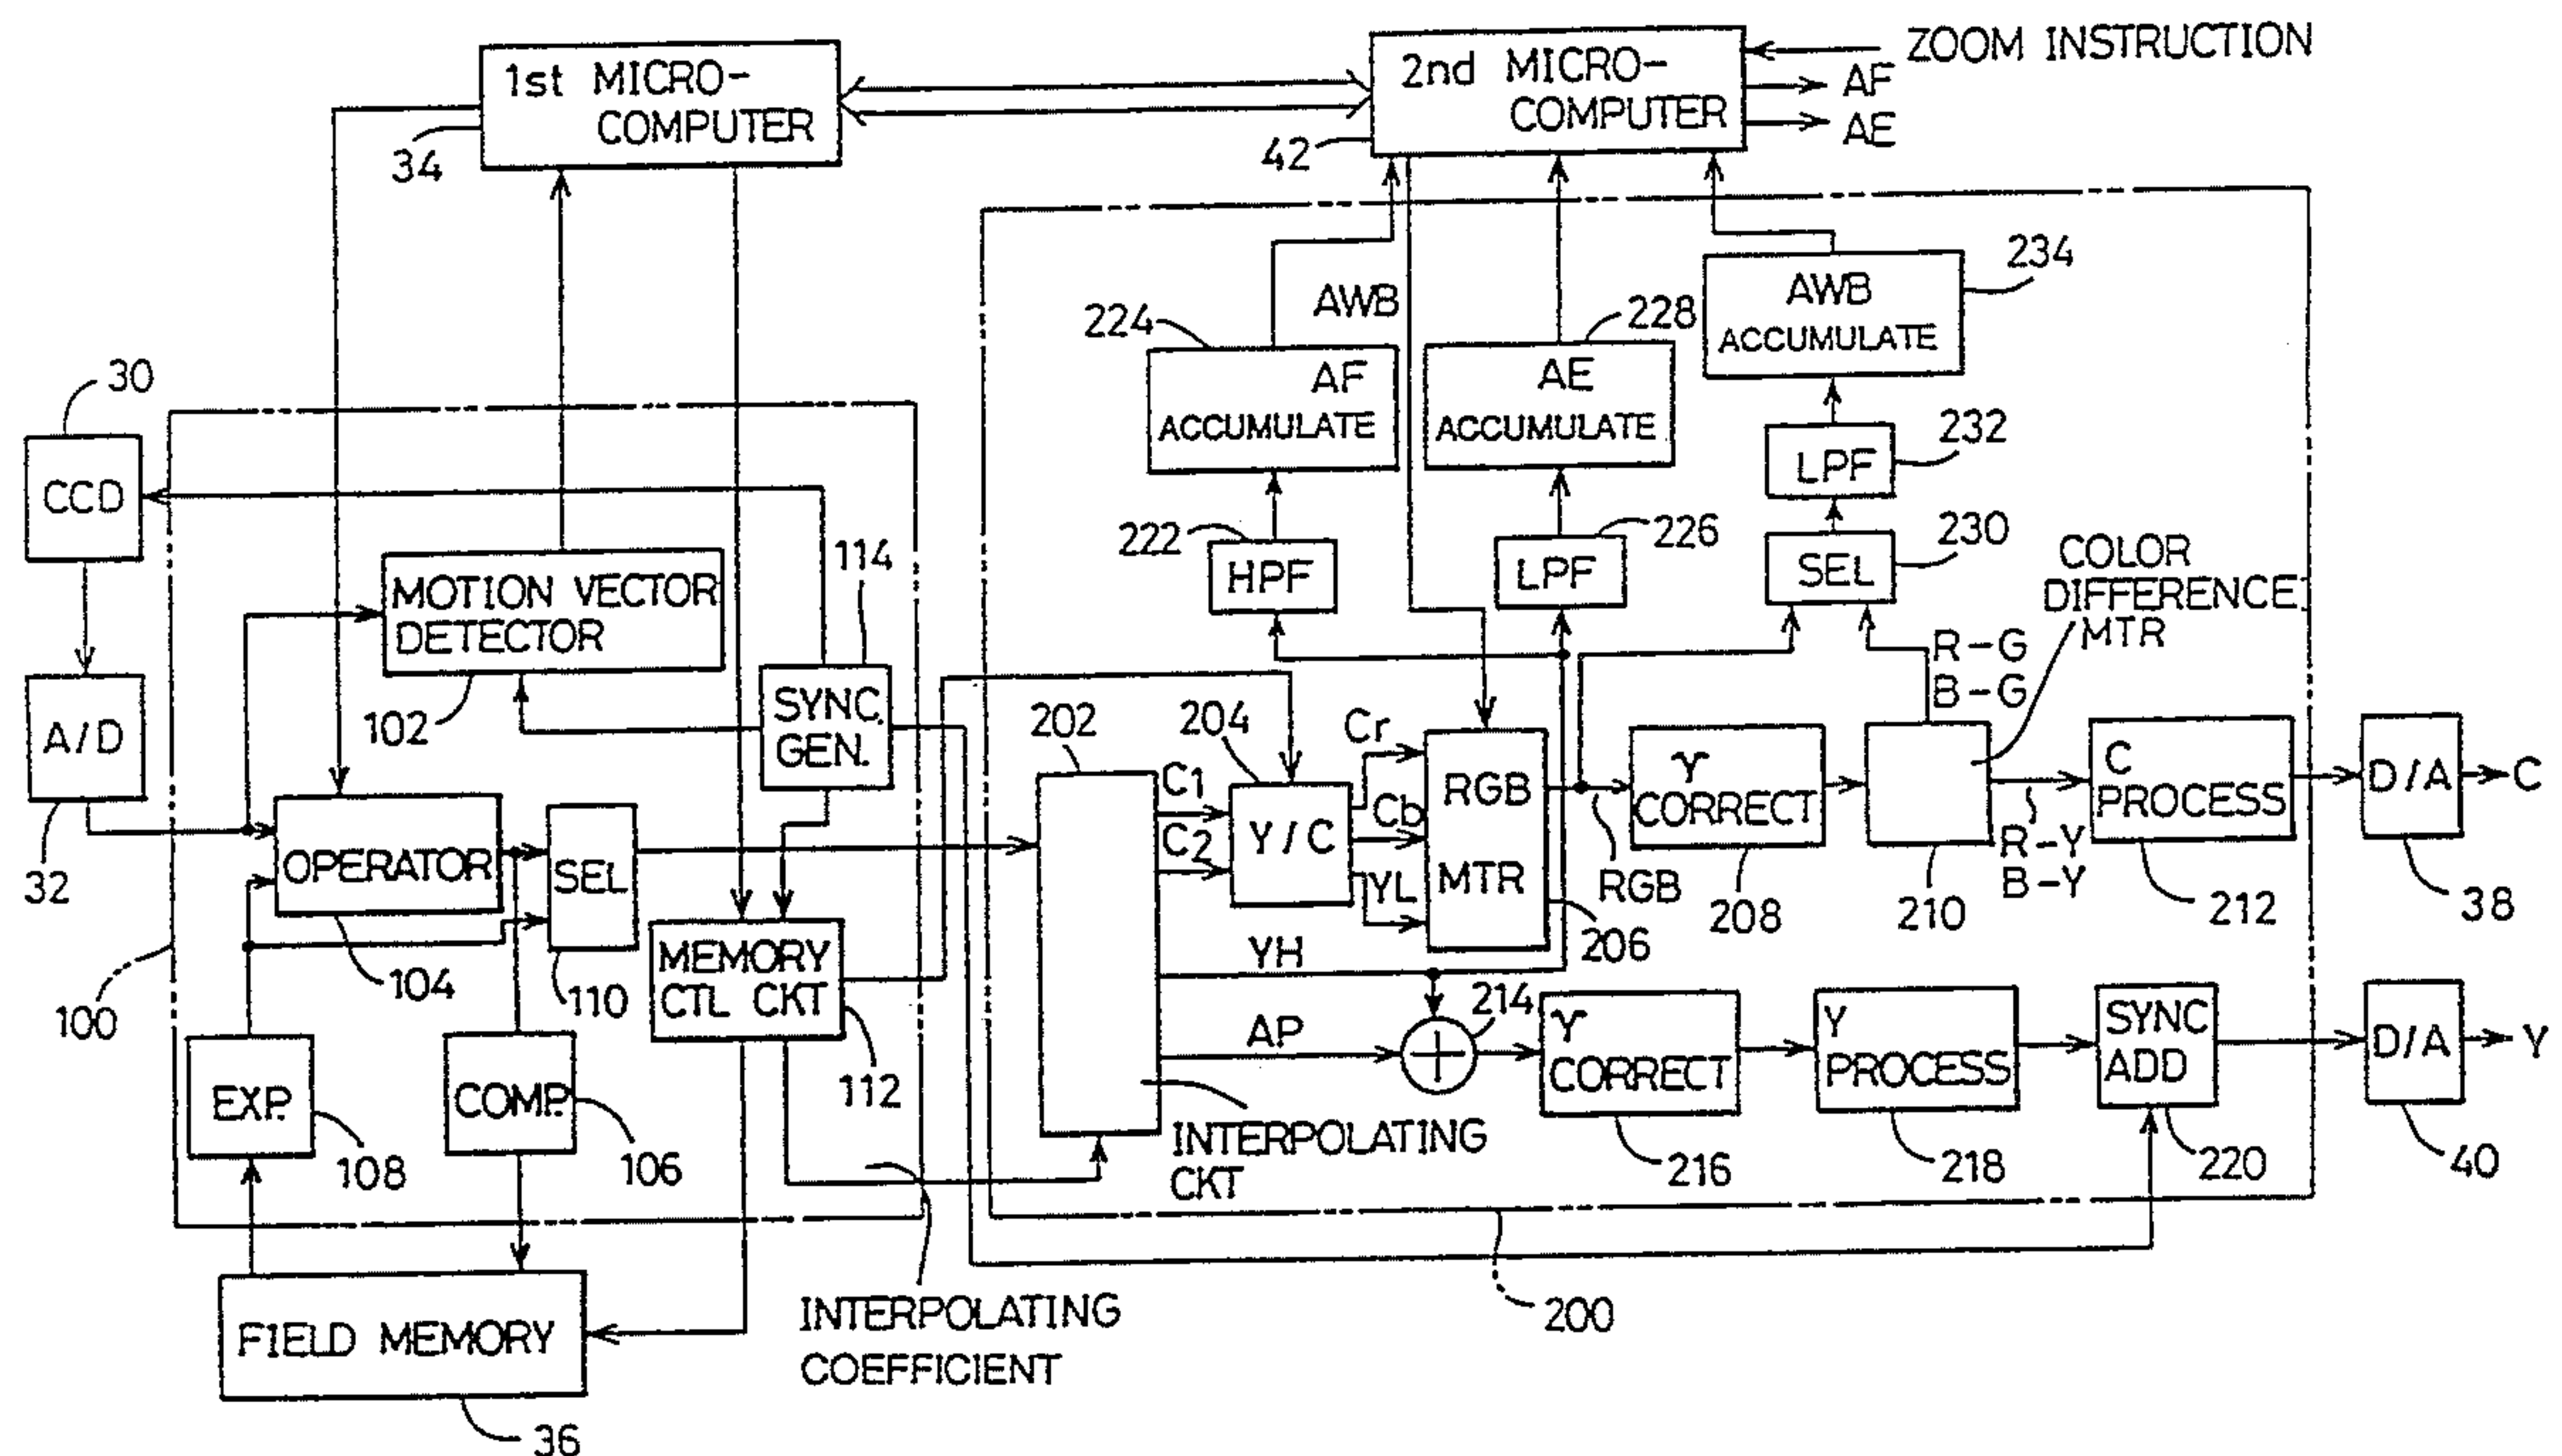 ZOOM INSTRUCTION
1st MICRO-
COMPUTER
34
2nd MICRO-
COMPUTER
42
AF
AE
234
AWB
ACCUMULATE
AWB
224
228
AF
ACCUMULATE
AE
ACCUMULATE
30
CCD
232
LPF
222
HPF
226
LPF
230
SEL
COLOR
DIFFERENCE
MTR
114
MOTION VECTOR
DETECTOR
102
R-G
B-G
A/D
32
SYNC.
GEN.
202
204
C1
C2
Y/C
Cr
Cb
YL
RGB
MTR
206
RGB
γ
CORRECT
208
210
R-Y
B-Y
C
PROCESS
212
D/A
C
38
OPERATOR
104
SEL
110
100
MEMORY
CTL CKT
112
YH
AP
214
γ
CORRECT
216
Y
PROCESS
218
SYNC
ADD
220
D/A
Y
40
EXP.
108
COMP.
106
INTERPOLATING
CKT
FIELD MEMORY
36
INTERPOLATING
COEFFICIENT
200